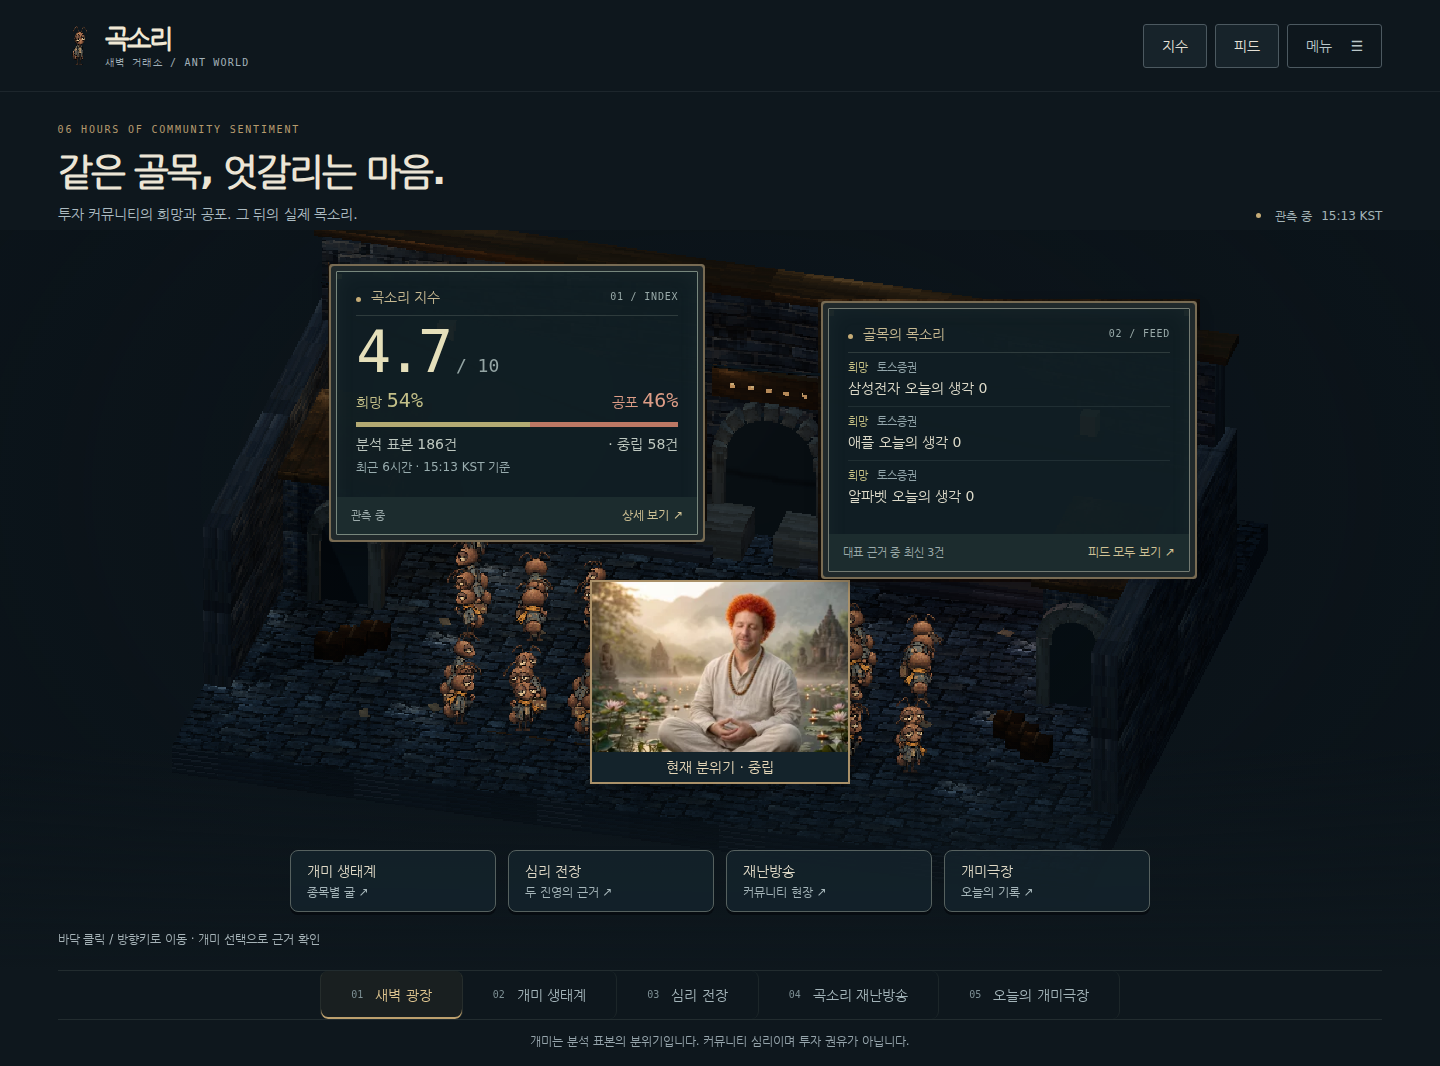 곡소리
새벽 거래소 / ANT WORLD
지수
피드
메뉴 ☰
06 HOURS OF COMMUNITY SENTIMENT
같은 골목, 엇갈리는 마음.
투자 커뮤니티의 희망과 공포. 그 뒤의 실제 목소리.
관측 중 15:13 KST
곡소리 지수
01 / INDEX
4.7 / 10
희망 54%
공포 46%
분석 표본 186건
· 중립 58건
최근 6시간 · 15:13 KST 기준
관측 중
상세 보기 ↗
골목의 목소리
02 / FEED
희망 토스증권
삼성전자 오늘의 생각 0
희망 토스증권
애플 오늘의 생각 0
희망 토스증권
알파벳 오늘의 생각 0
대표 근거 중 최신 3건
피드 모두 보기 ↗
현재 분위기 · 중립
개미 생태계
종목별 굴 ↗
심리 전장
두 진영의 근거 ↗
재난방송
커뮤니티 현장 ↗
개미극장
오늘의 기록 ↗
바닥 클릭 / 방향키로 이동 · 개미 선택으로 근거 확인
01 새벽 광장
02 개미 생태계
03 심리 전장
04 곡소리 재난방송
05 오늘의 개미극장
개미는 분석 표본의 분위기입니다. 커뮤니티 심리이며 투자 권유가 아닙니다.